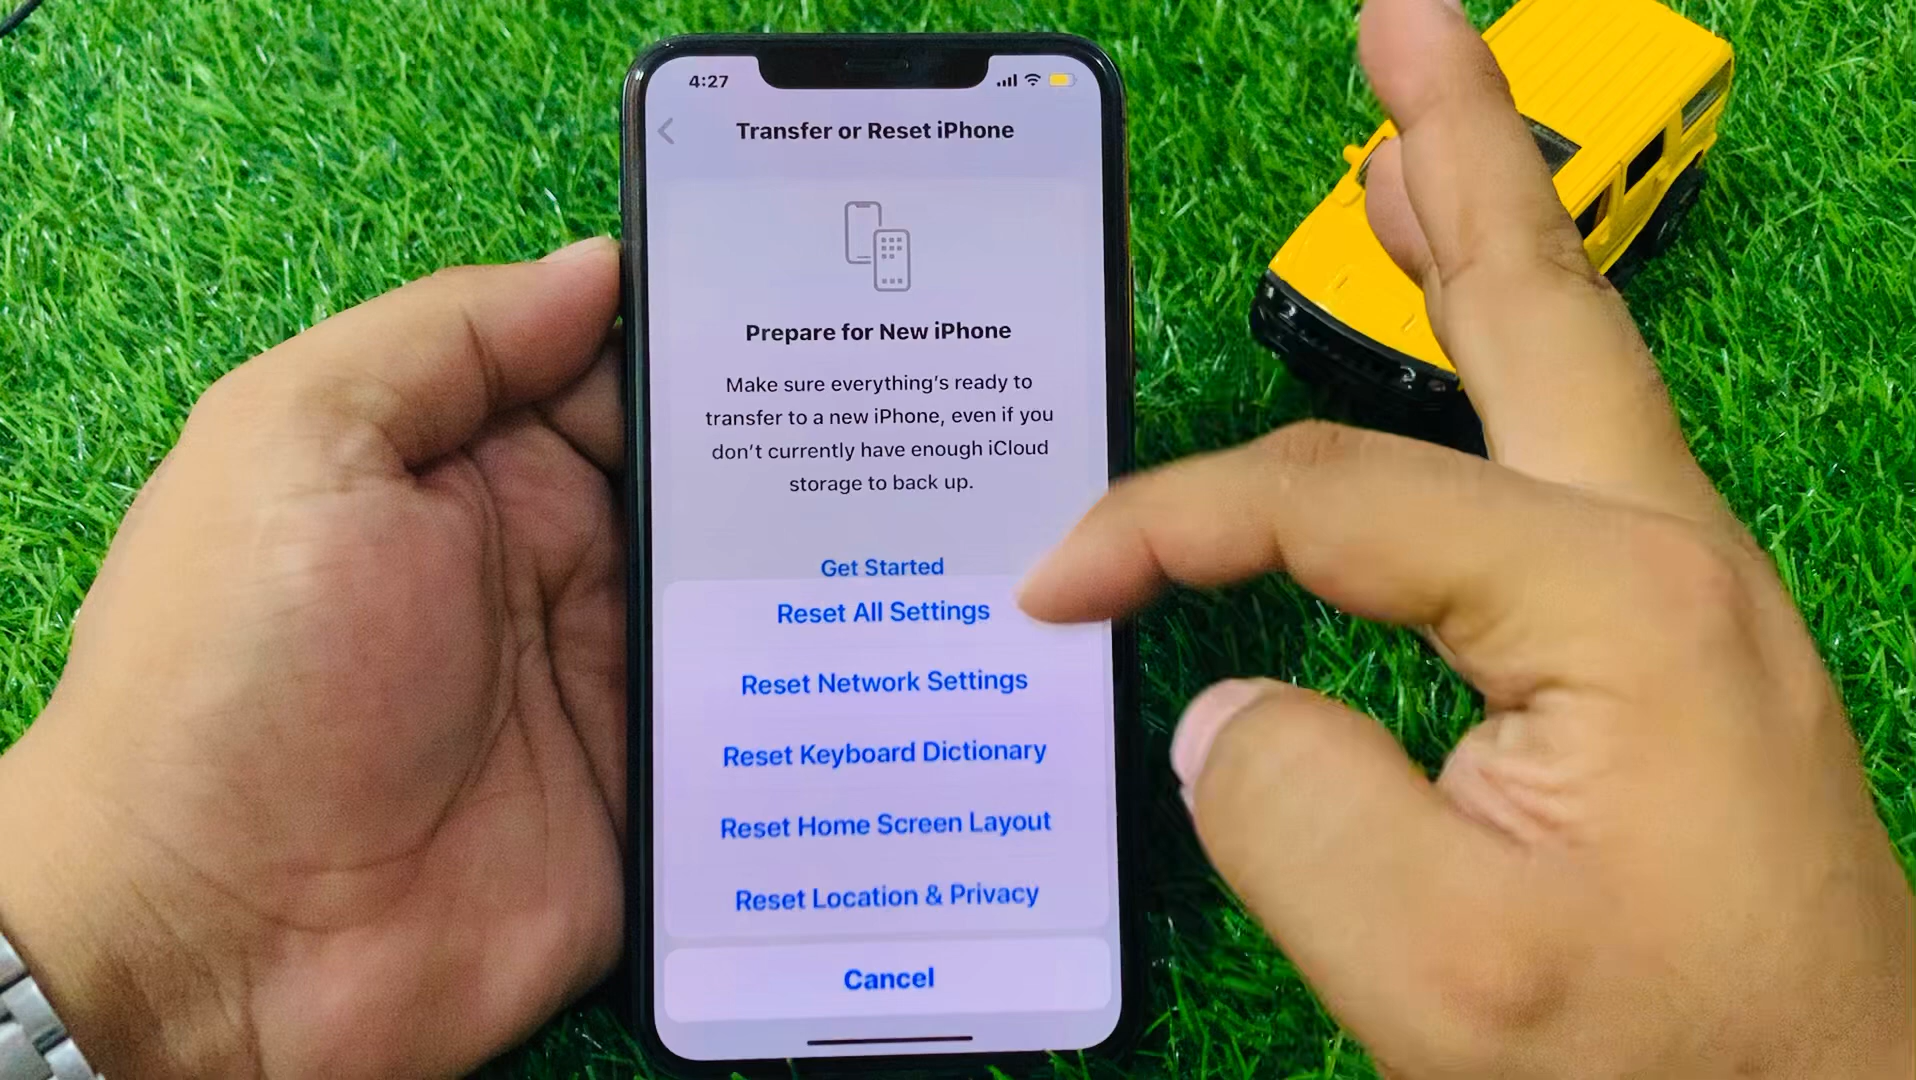 4:27
Transfer or Reset iPhone
Prepare for New iPhone
Make sure everything's ready to
transfer to a new iPhone, even if you
don't currently have enough iCloud
storage to back up.
Get Started
Reset All Settings
Reset Network Settings
Reset Keyboard Dictionary
Reset Home Screen Layout
Reset Location & Privacy
Cancel